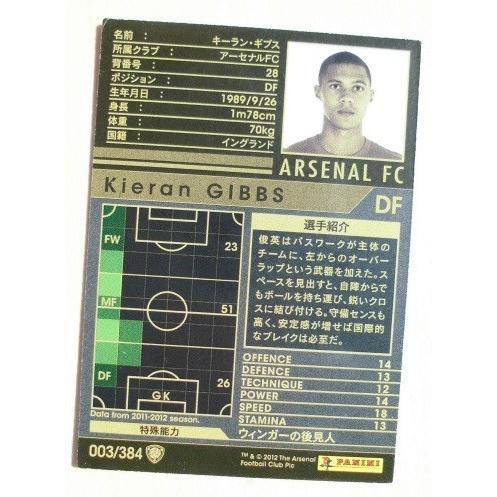 名前 : キーラン・ギブス
所属クラブ : アーセナルFC
背番号 : 28
ポジション : DF
生年月日 : 1989/9/26
身長 : 1m78cm
体重 : 70kg
国籍 : イングランド
ARSENAL FC
Kieran GIBBS
DF
FW 23
MF 51
DF 26
GK
Data from 2011-2012 season.
選手紹介
俊英はパスワークが主体の
チームに、左からのオーバー
ラップという武器を加えた。ス
ペースを見出すと、自陣からで
もボールを持ち運び、鋭いクロ
スに結び付ける。守備センスも
高く、安定感が増せば国際的
なブレイクは必至だ。
OFFENCE 14
DEFENCE 13
TECHNIQUE 12
POWER 14
SPEED 18
STAMINA 13
特殊能力 ウィンガーの後見人
003/384
™ & © 2012 The Arsenal
Football Club Plc
PANINI